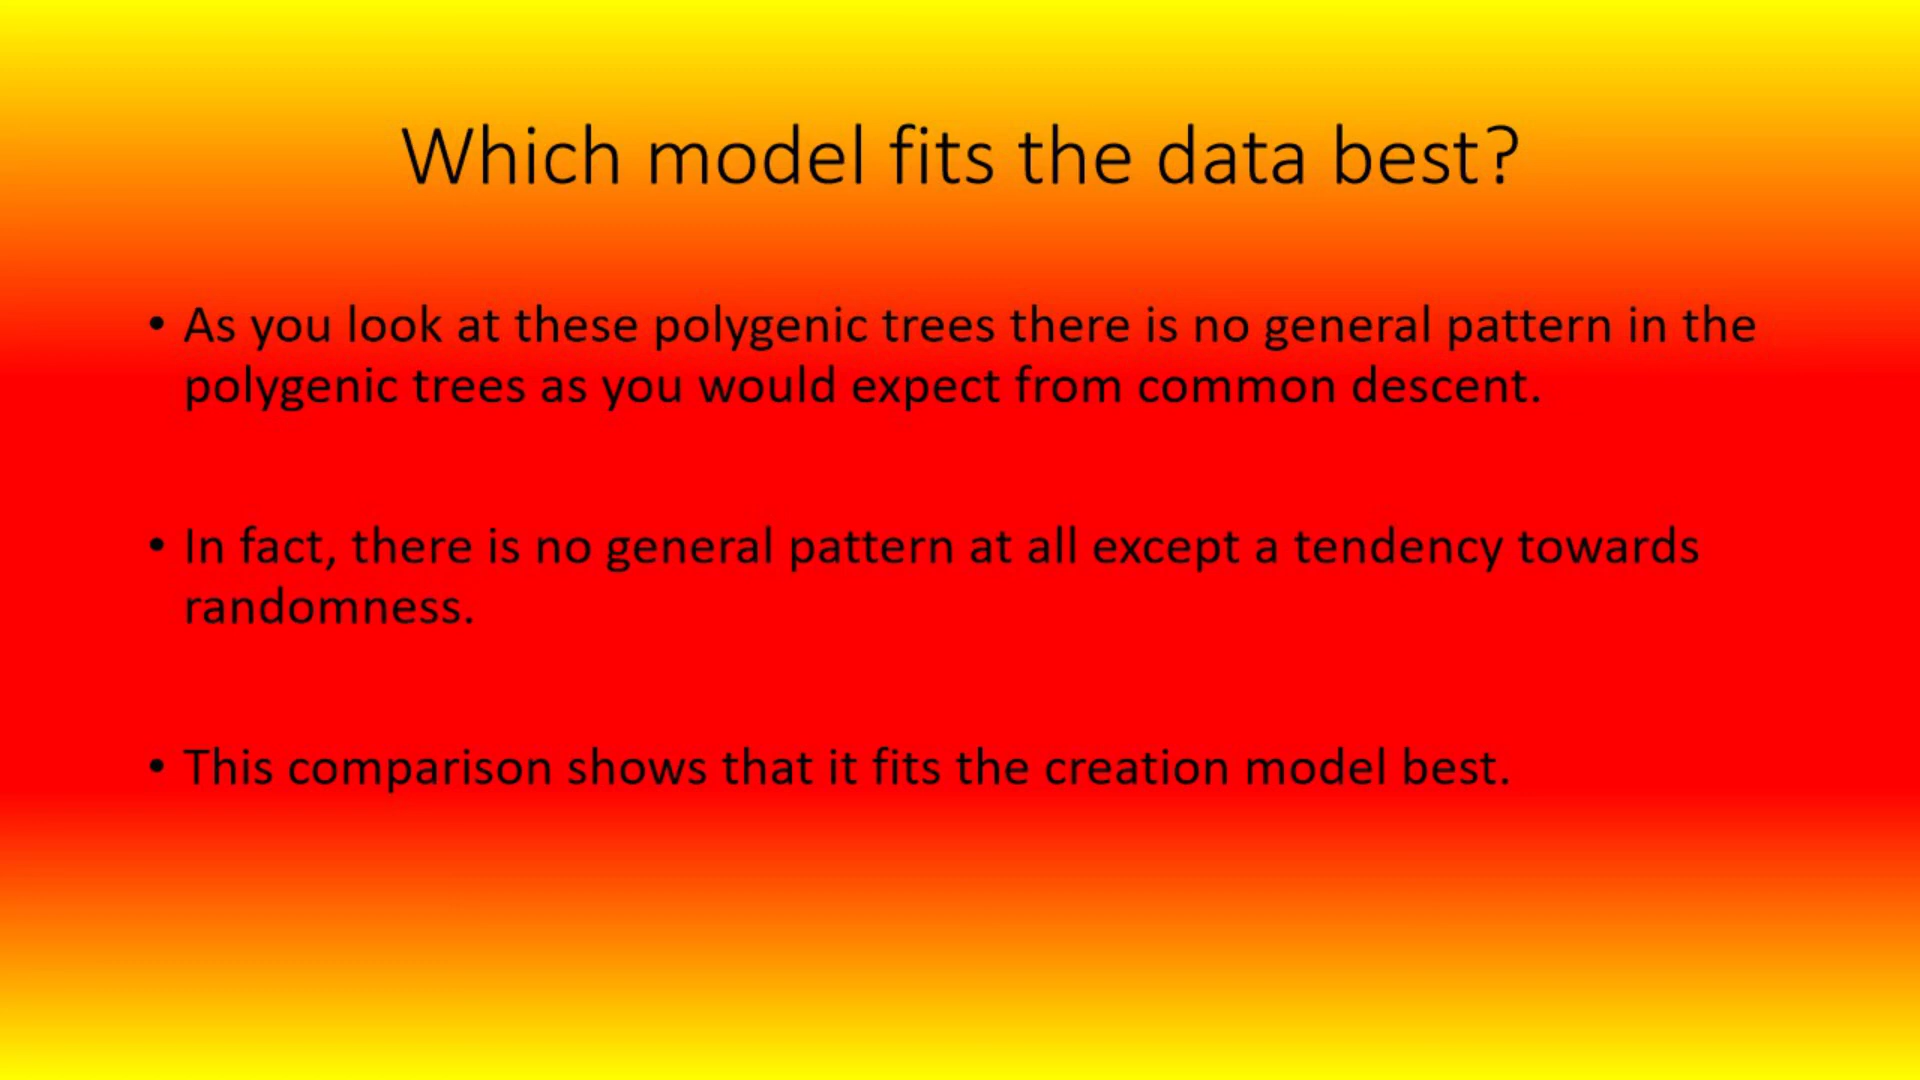 Which model fits the data best?
• As you look at these polygenic trees there is no general pattern in the
polygenic trees as you would expect from common descent.
• In fact, there is no general pattern at all except a tendency towards
randomness.
• This comparison shows that it fits the creation model best.